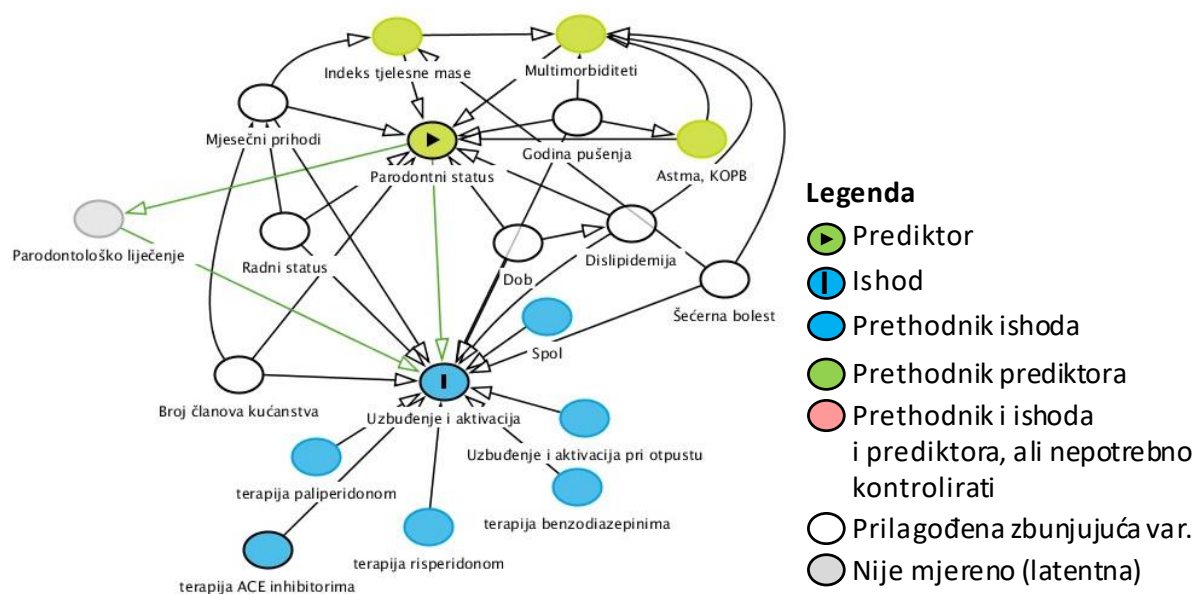 Indeks tjelesne mase
Multimorbiditeti
Mjesečni prihodi
Godina pušenja
Parodontni status
Astma, KOPB
Parodontološko liječenje
Radni status
Dob
Dislipidemija
Šećerna bolest
Spol
Broj članova kućanstva
Uzbuđenje i aktivacija
Uzbuđenje i aktivacija pri otpustu
terapija paliperidonom
terapija benzodiazepinima
terapija risperidonom
terapija ACE inhibitorima
Legenda
Prediktor
Ishod
Prethodnik ishoda
Prethodnik prediktora
Prethodnik i ishoda
i prediktora, ali nepotrebno
kontrolirati
Prilagođena zbunjujuća var.
Nije mjereno (latentna)